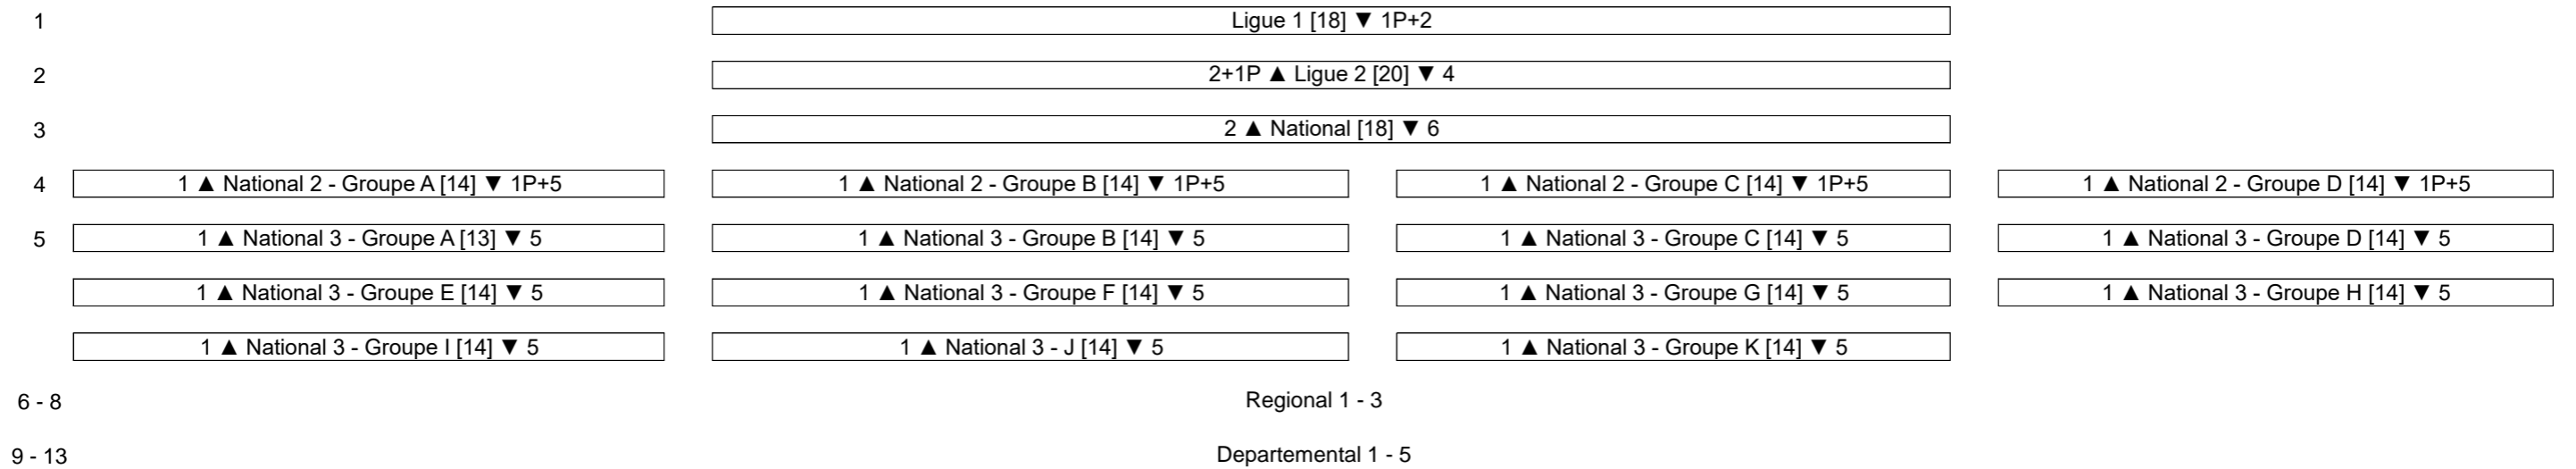 1 Ligue 1 [18] ▼ 1P+2
2 2+1P ▲ Ligue 2 [20] ▼ 4
3 2 ▲ National [18] ▼ 6
4 1 ▲ National 2 - Groupe A [14] ▼ 1P+5 1 ▲ National 2 - Groupe B [14] ▼ 1P+5 1 ▲ National 2 - Groupe C [14] ▼ 1P+5 1 ▲ National 2 - Groupe D [14] ▼ 1P+5
5 1 ▲ National 3 - Groupe A [13] ▼ 5 1 ▲ National 3 - Groupe B [14] ▼ 5 1 ▲ National 3 - Groupe C [14] ▼ 5 1 ▲ National 3 - Groupe D [14] ▼ 5
1 ▲ National 3 - Groupe E [14] ▼ 5 1 ▲ National 3 - Groupe F [14] ▼ 5 1 ▲ National 3 - Groupe G [14] ▼ 5 1 ▲ National 3 - Groupe H [14] ▼ 5
1 ▲ National 3 - Groupe I [14] ▼ 5 1 ▲ National 3 - J [14] ▼ 5 1 ▲ National 3 - Groupe K [14] ▼ 5
6 - 8 Regional 1 - 3
9 - 13 Departemental 1 - 5